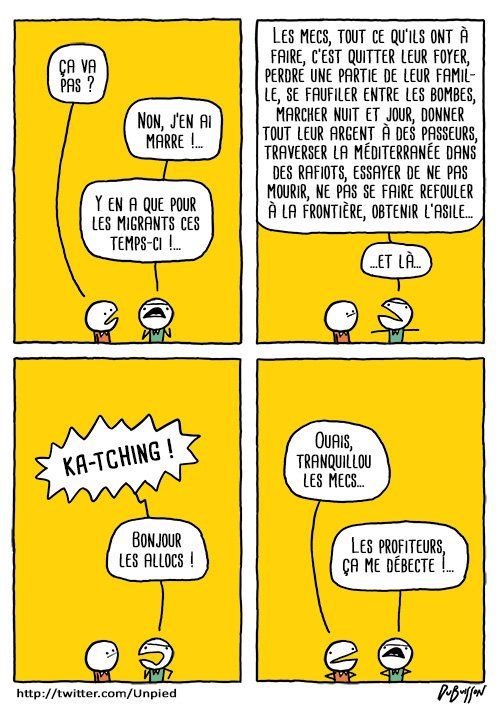 ÇA VA
PAS ?
NON, J'EN AI
MARRE !...
Y EN A QUE POUR
LES MIGRANTS CES
TEMPS-CI !...
LES MECS, TOUT CE QU'ILS ONT À
FAIRE, C'EST QUITTER LEUR FOYER,
PERDRE UNE PARTIE DE LEUR FAMIL-
LE, SE FAUFILER ENTRE LES BOMBES,
MARCHER NUIT ET JOUR, DONNER
TOUT LEUR ARGENT À DES PASSEURS,
TRAVERSER LA MÉDITERRANÉE DANS
DES RAFIOTS, ESSAYER DE NE PAS
MOURIR, NE PAS SE FAIRE REFOULER
À LA FRONTIÈRE, OBTENIR L'ASILE...
...ET LÀ...
KA-TCHING !
BONJOUR
LES ALLOCS !
OUAIS,
TRANQUILLOU
LES MECS...
LES PROFITEURS,
ÇA ME DÉBECTE !...
http://twitter.com/Unpied
DUBUISSON